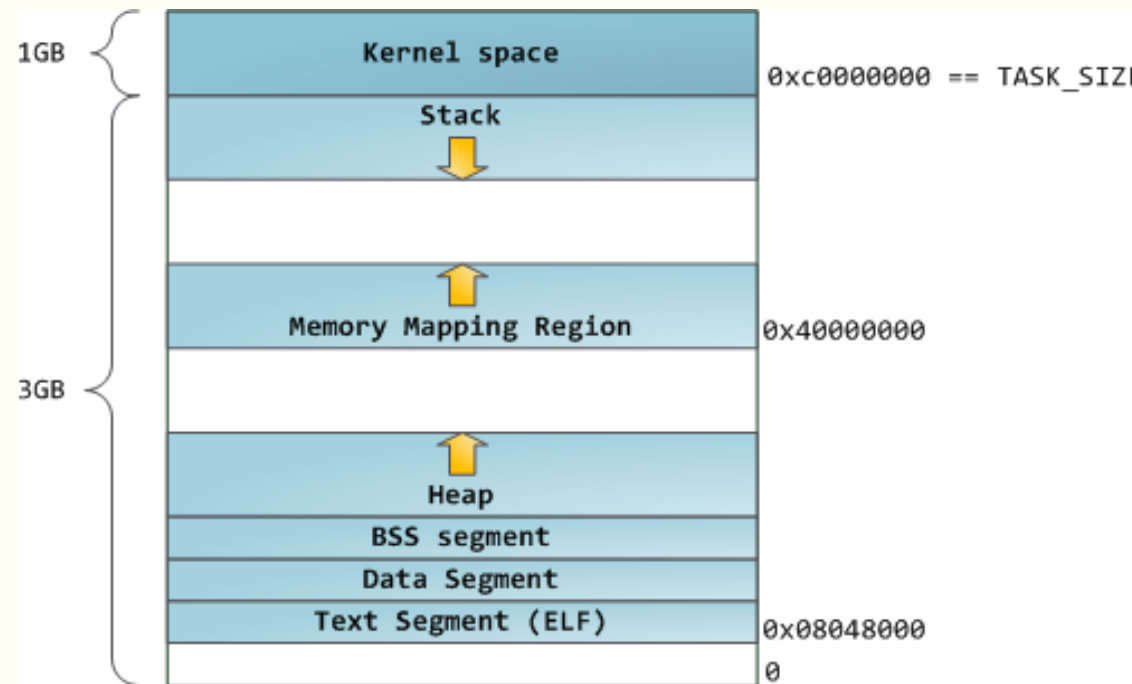 1GB
Kernel space
0xc0000000 == TASK_SIZ
Stack
Memory Mapping Region
0x40000000
3GB
Heap
BSS segment
Data Segment
Text Segment (ELF)
0x08048000
0